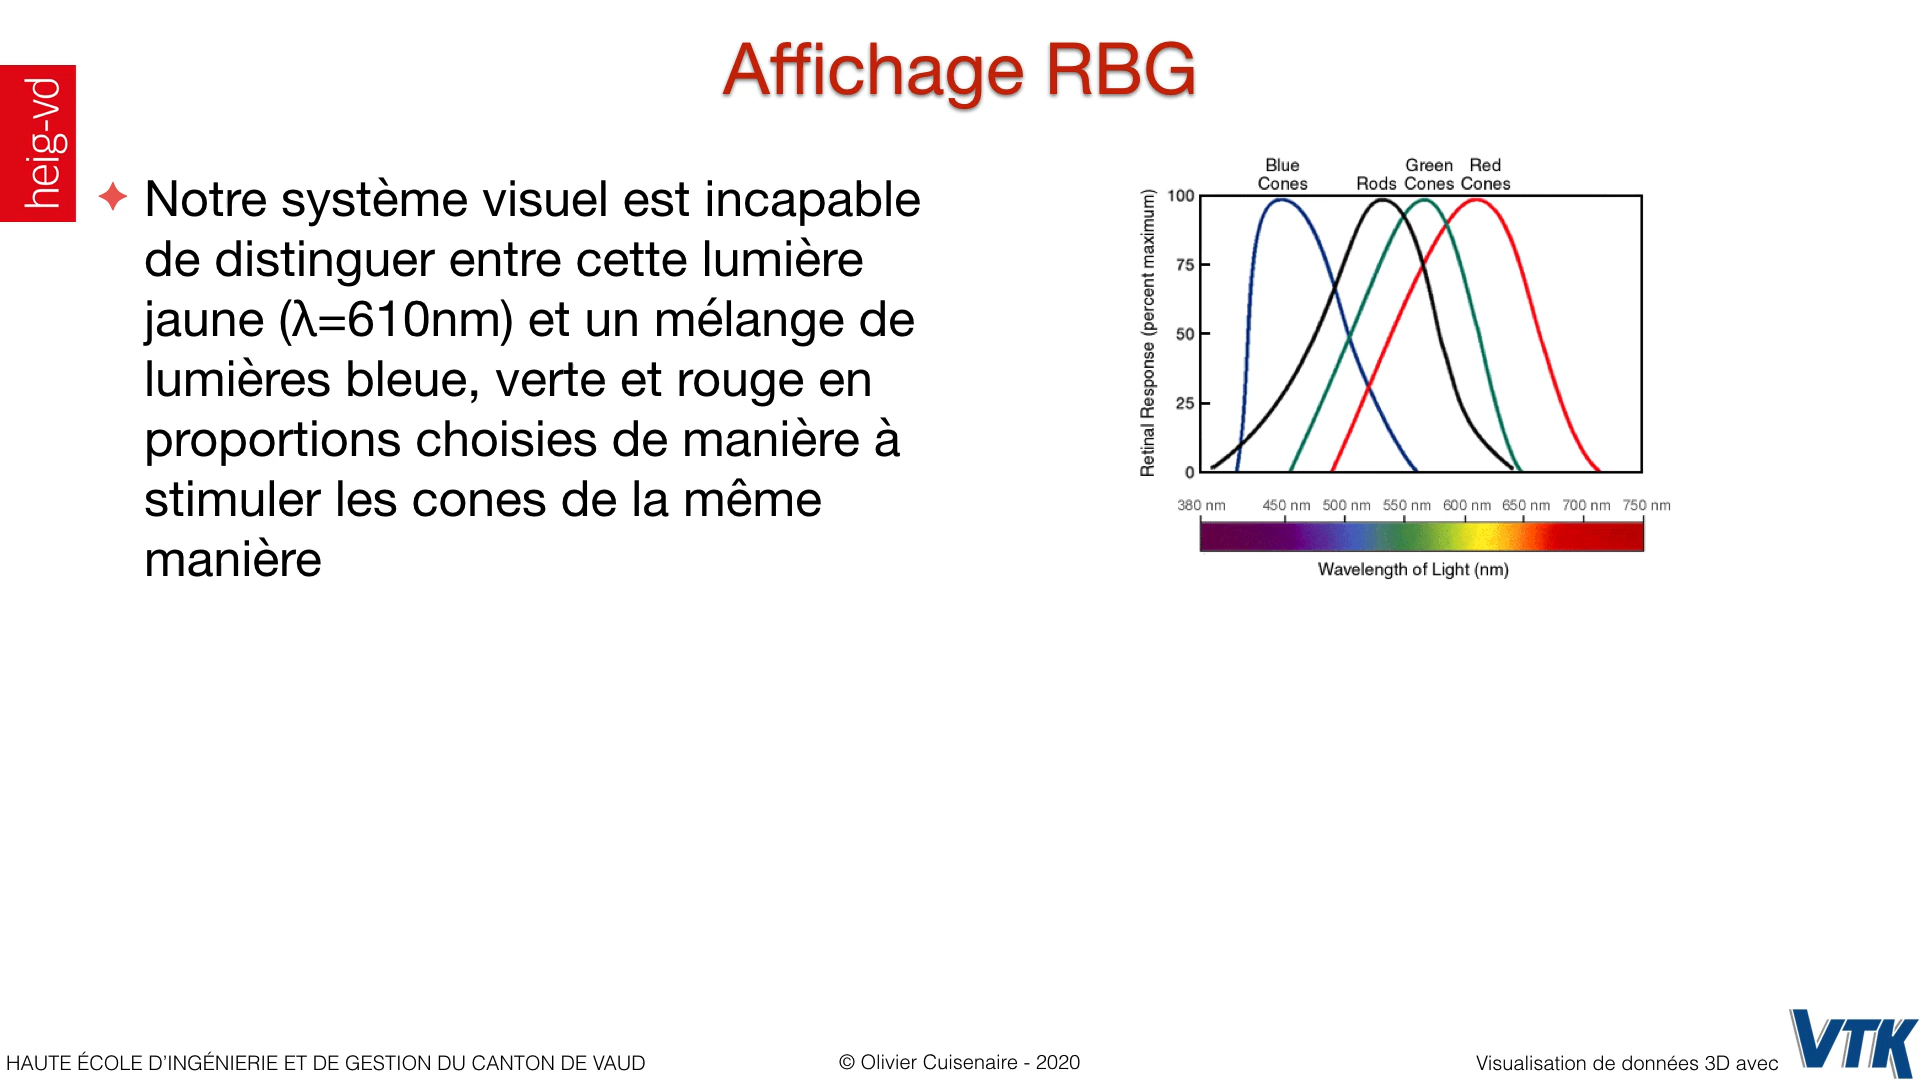 Affichage RBG
heig-vd
Notre système visuel est incapable
de distinguer entre cette lumière
jaune (λ=610nm) et un mélange de
lumières bleue, verte et rouge en
proportions choisies de manière à
stimuler les cones de la même
manière
Blue Cones
Rods
Green Cones
Red Cones
Retinal Response (percent maximum)
100
75
50
25
0
380 nm 450 nm 500 nm 550 nm 600 nm 650 nm 700 nm 750 nm
Wavelength of Light (nm)
HAUTE ÉCOLE D'INGÉNIERIE ET DE GESTION DU CANTON DE VAUD
© Olivier Cuisenaire - 2020
Visualisation de données 3D avec
VTK